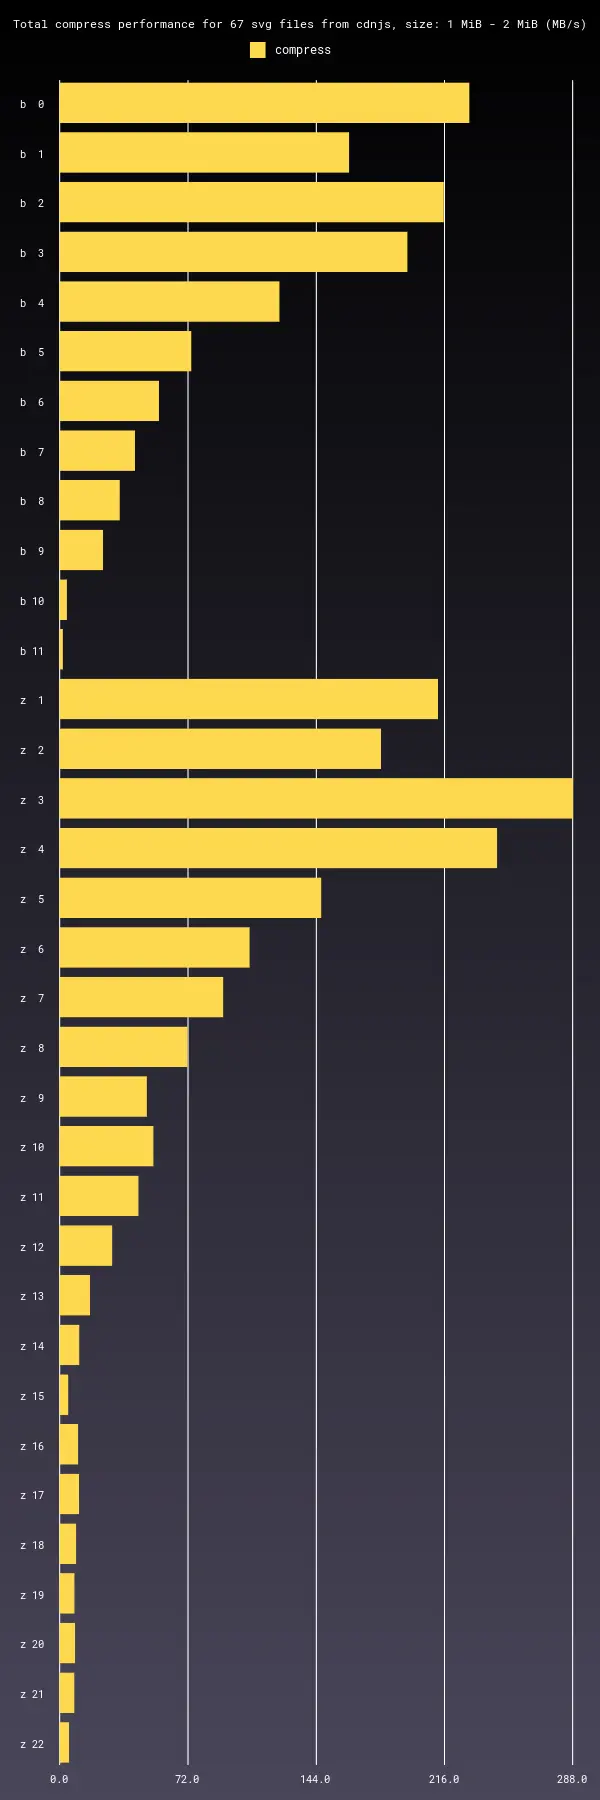 Total compress performance for 67 svg files from cdnjs, size: 1 MiB - 2 MiB (MB/s)
compress
b 0
b 1
b 2
b 3
b 4
b 5
b 6
b 7
b 8
b 9
b 10
b 11
z 1
z 2
z 3
z 4
z 5
z 6
z 7
z 8
z 9
z 10
z 11
z 12
z 13
z 14
z 15
z 16
z 17
z 18
z 19
z 20
z 21
z 22
0.0 72.0 144.0 216.0 288.0